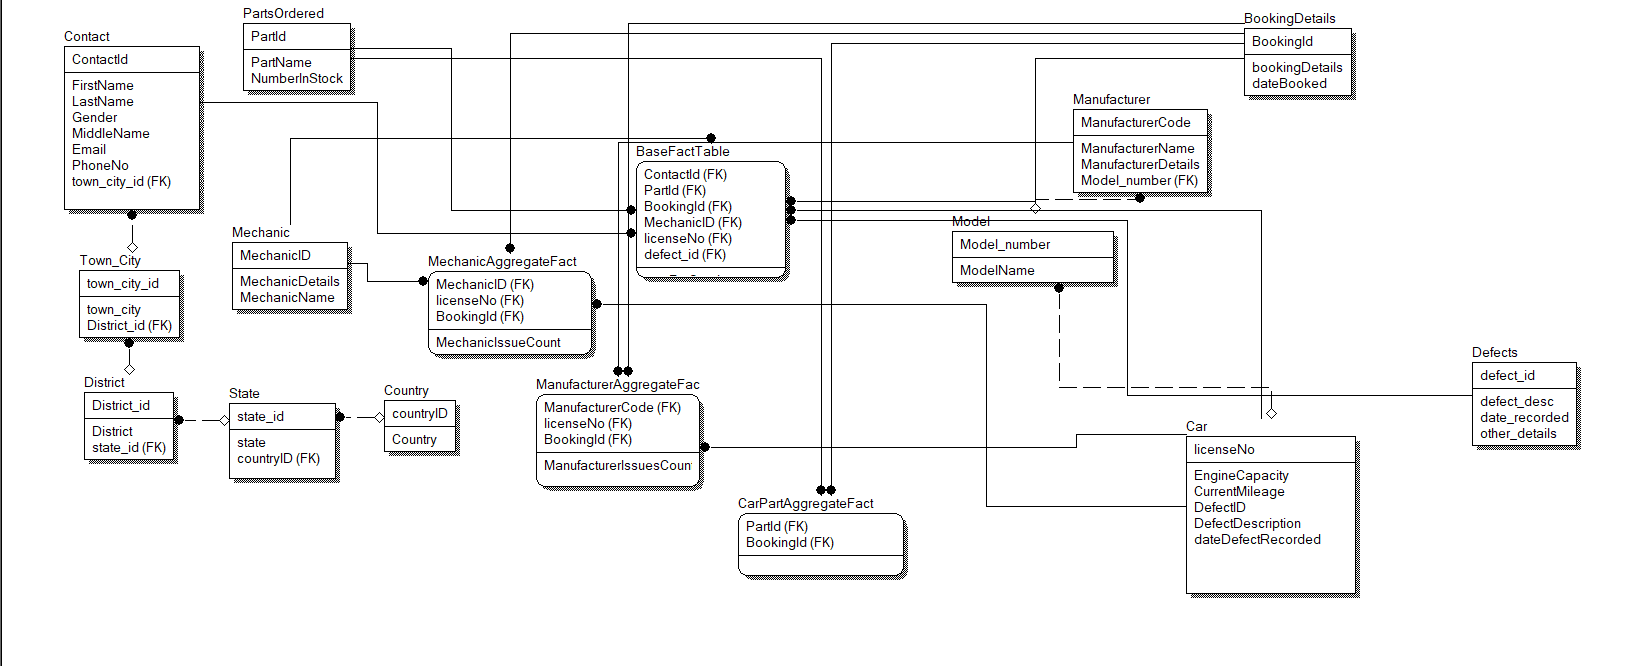 PartsOrdered
PartId
PartName
NumberInStock
Contact
ContactId
FirstName
LastName
Gender
MiddleName
Email
PhoneNo
town_city_id (FK)
BookingDetails
BookingId
bookingDetails
dateBooked
Manufacturer
ManufacturerCode
ManufacturerName
ManufacturerDetails
Model_number (FK)
BaseFactTable
ContactId (FK)
PartId (FK)
BookingId (FK)
MechanicID (FK)
licenseNo (FK)
defect_id (FK)
Model
Model_number
ModelName
Mechanic
MechanicID
MechanicDetails
MechanicName
MechanicAggregateFact
MechanicID (FK)
licenseNo (FK)
BookingId (FK)
MechanicIssueCount
Town_City
town_city_id
town_city
District_id (FK)
District
District_id
District
state_id (FK)
State
state_id
state
countryID (FK)
Country
countryID
Country
ManufacturerAggregateFac
ManufacturerCode (FK)
licenseNo (FK)
BookingId (FK)
ManufacturerIssuesCoun
Defects
defect_id
defect_desc
date_recorded
other_details
Car
licenseNo
EngineCapacity
CurrentMileage
DefectID
DefectDescription
dateDefectRecorded
CarPartAggregateFact
PartId (FK)
BookingId (FK)